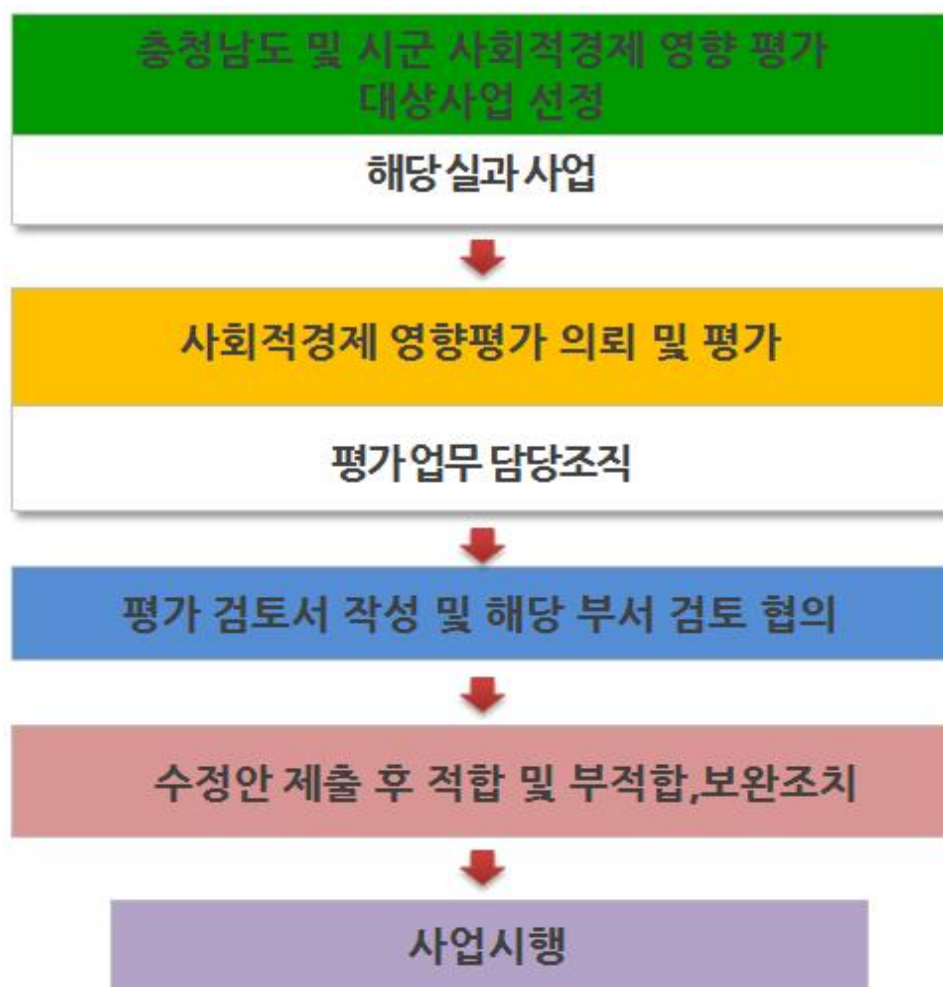 충청남도 및 시군 사회적경제 영향 평가
대상사업 선정
해당 실과 사업
사회적경제 영향평가 의뢰 및 평가
평가 업무 담당조직
평가 검토서 작성 및 해당 부서 검토 협의
수정안 제출 후 적합 및 부적합,보완조치
사업시행